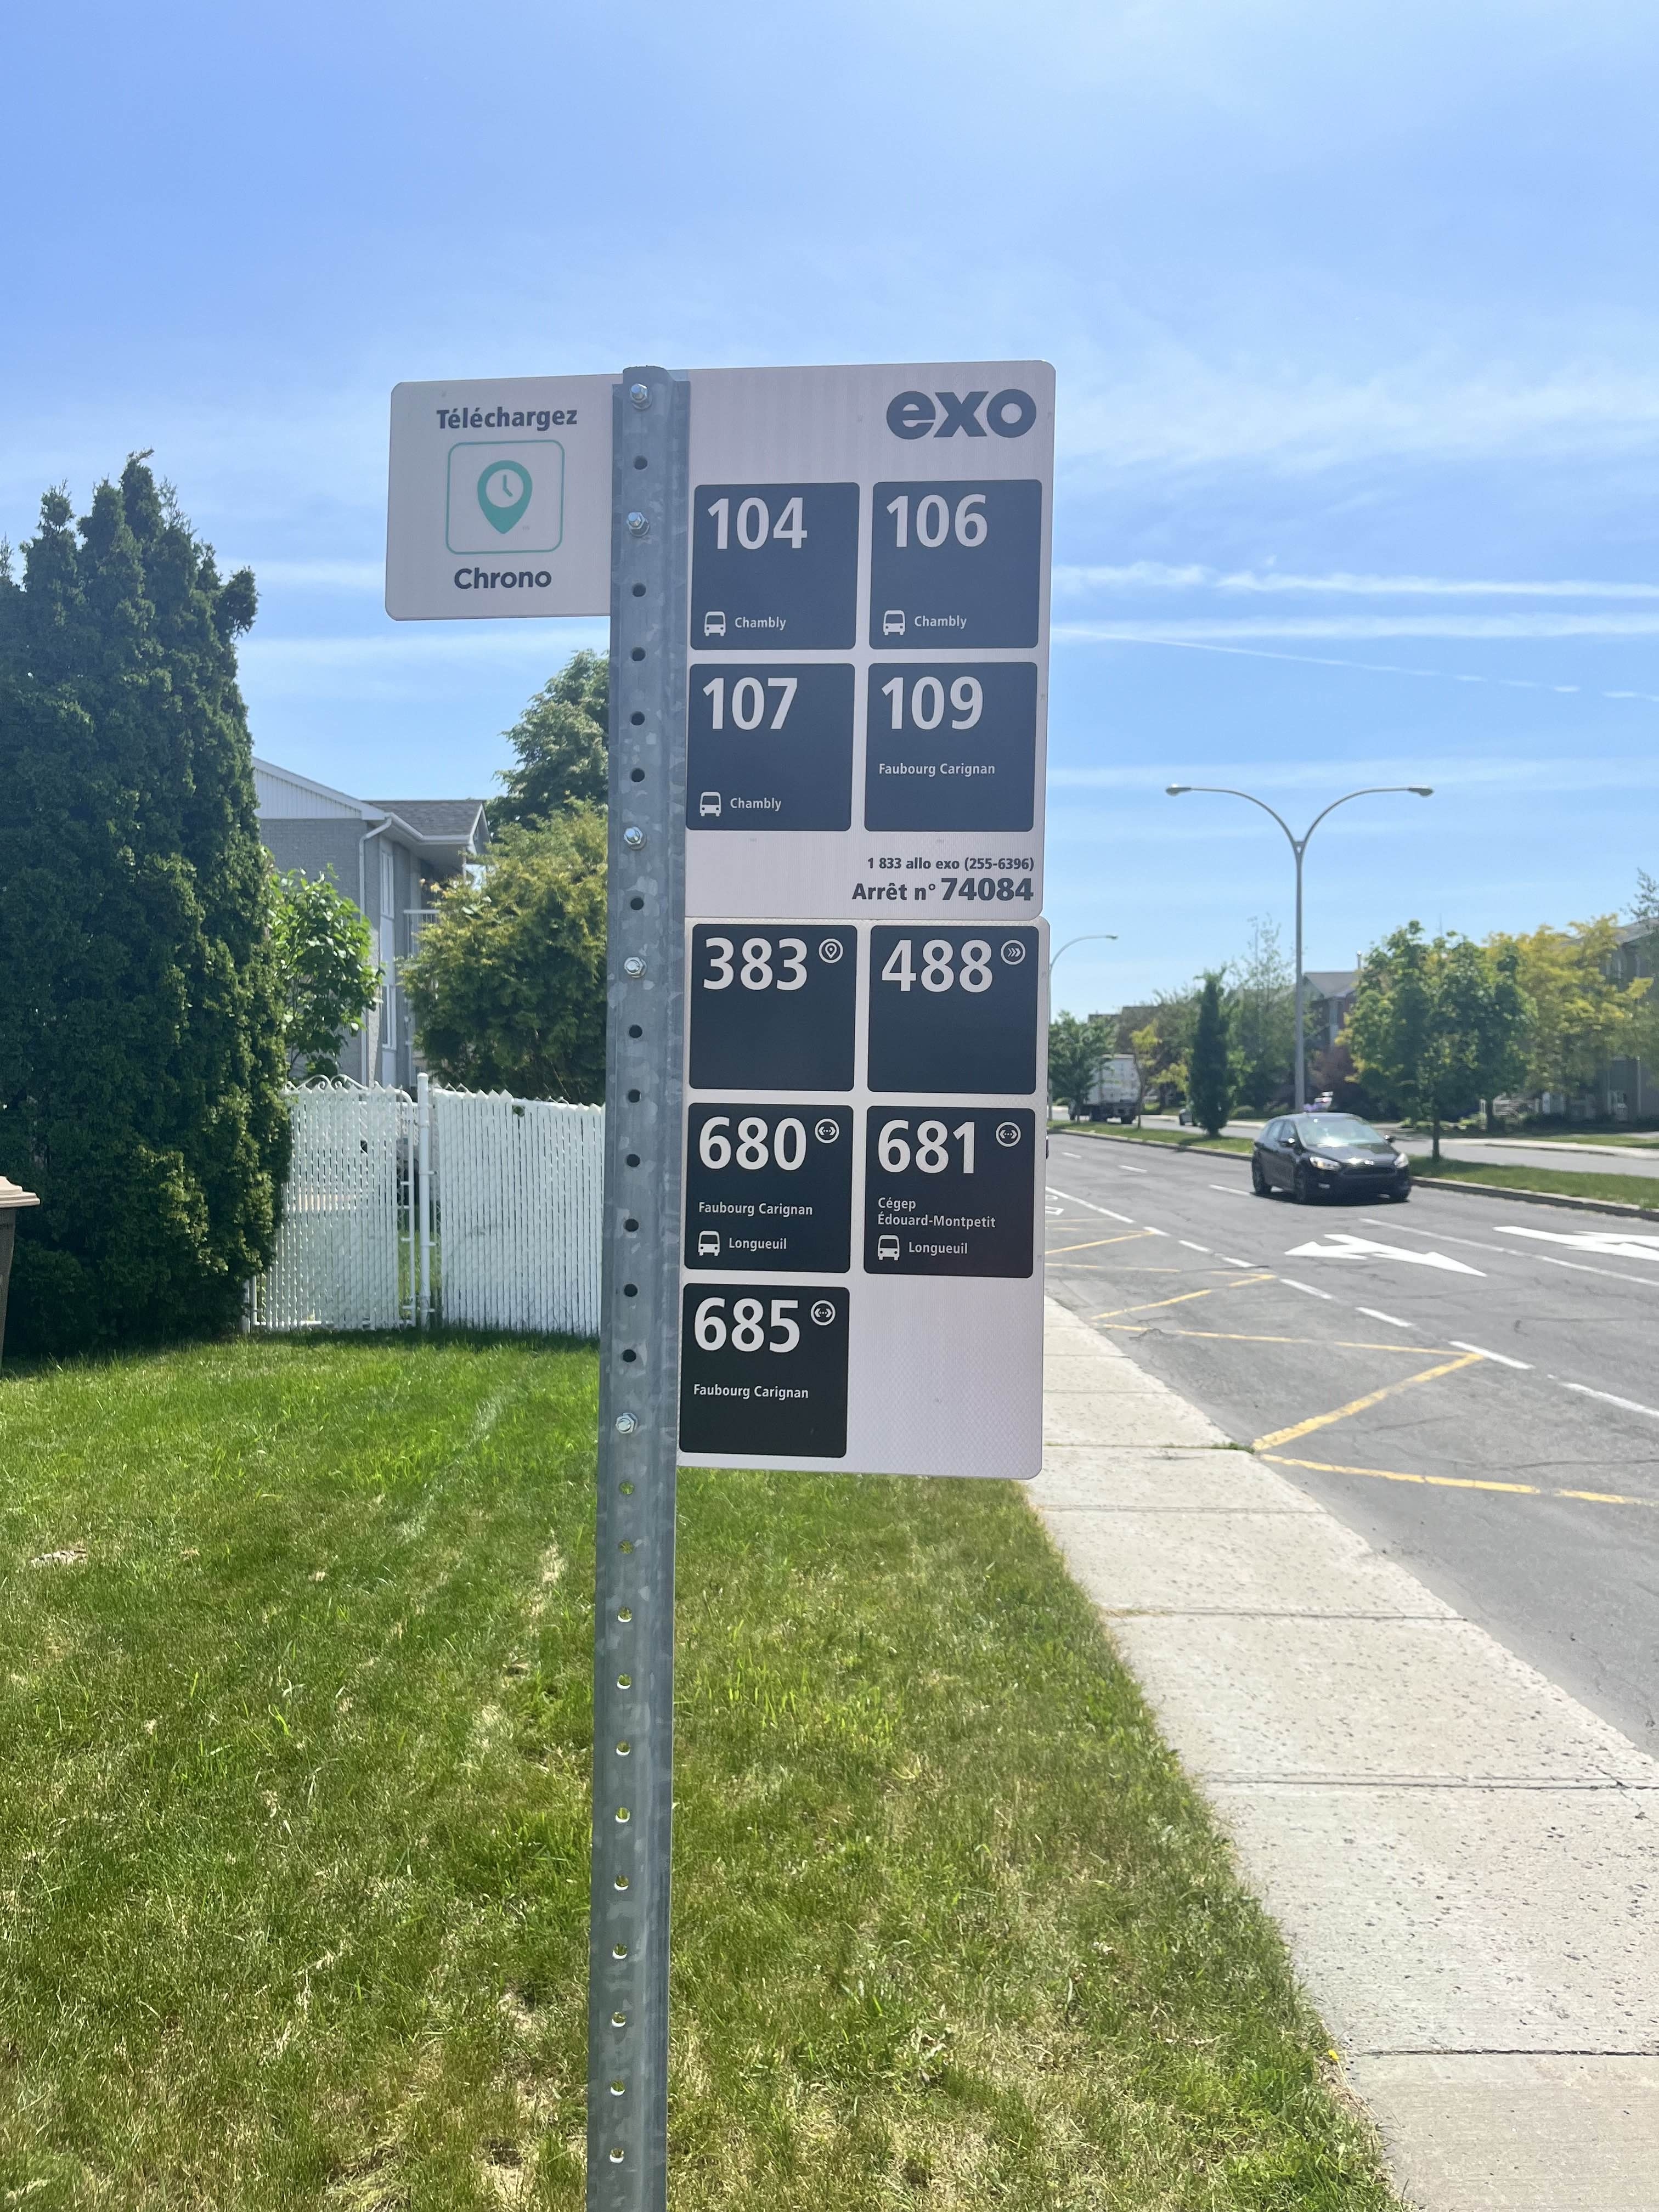 Téléchargez
Chrono
exo
104
Chambly
106
Chambly
107
Chambly
109
Faubourg Carignan
1 833 allo exo (255-6396)
Arrêt n° 74084
383
488
680
Faubourg Carignan
Longueuil
681
Cégep
Édouard-Montpetit
Longueuil
685
Faubourg Carignan